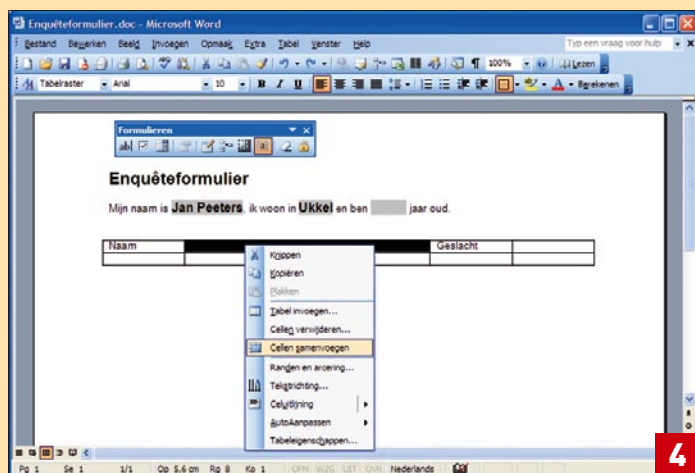 Enquêteformulier.doc - Microsoft Word
Bestand Bewerken Beeld Invoegen Opmaak Extra Tabel Venster Help Typ een vraag voor hulp
100% Lezen
Tabelraster Arial 10 B I U Berekenen
Formulieren
ab|
Enquêteformulier
Mijn naam is Jan Peeters, ik woon in Ukkel en ben jaar oud.
Naam Geslacht
Knippen
Kopiëren
Plakken
Tabel invoegen...
Cellen verwijderen...
Cellen samenvoegen
Randen en arcering...
Tekstrichting...
Celuitlijning
AutoAanpassen
Tabeleigenschappen...
Pg 1 Se 1 1/1 Op 5,6 cm Rg 8 Ko 1 OPN WZG UIT OVR Nederlands
4